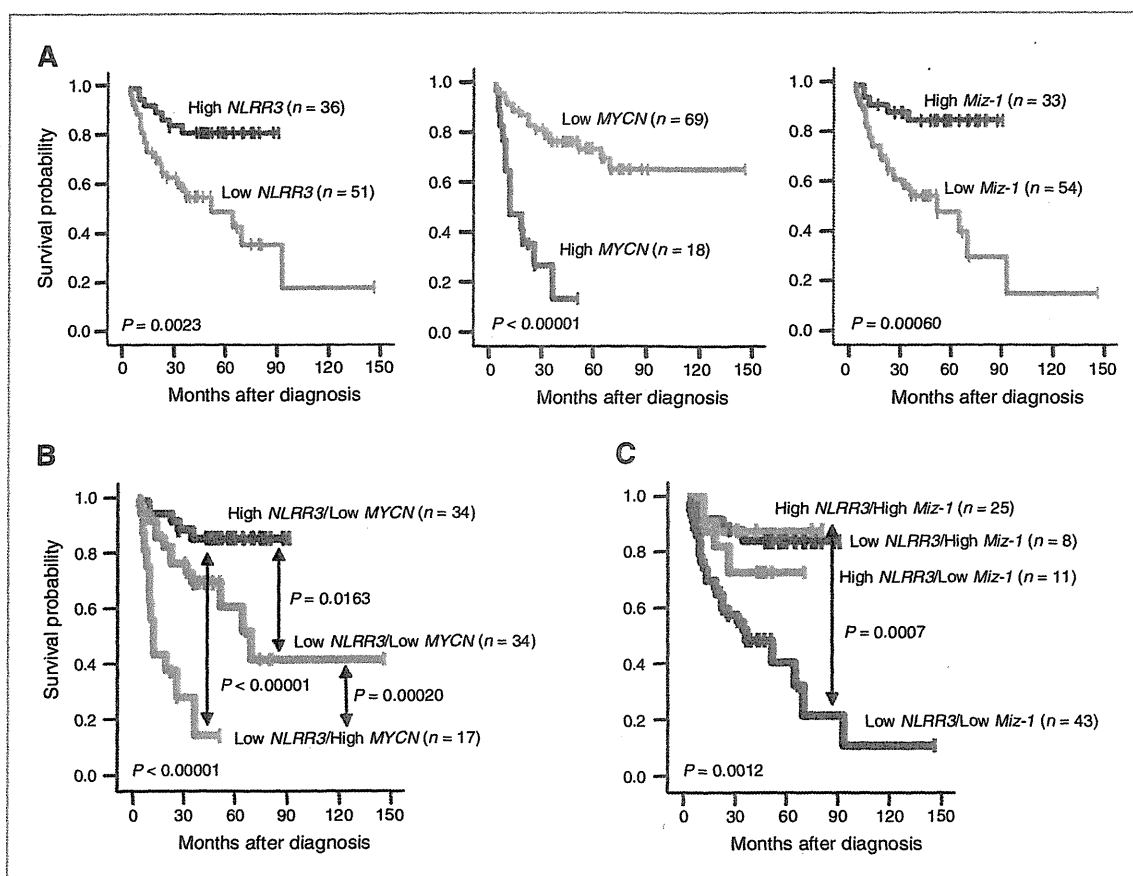 A
Survival probability
1.0
0.8
0.6
0.4
0.2
0.0
High NLRR3 (n = 36)
Low NLRR3 (n = 51)
P = 0.0023
0 30 60 90 120 150
Months after diagnosis
1.0
0.8
0.6
0.4
0.2
0.0
Low MYCN (n = 69)
High MYCN (n = 18)
P < 0.00001
0 30 60 90 120 150
Months after diagnosis
1.0
0.8
0.6
0.4
0.2
0.0
High Miz-1 (n = 33)
Low Miz-1 (n = 54)
P = 0.00060
0 30 60 90 120 150
Months after diagnosis
B
Survival probability
1.0
0.8
0.6
0.4
0.2
0.0
High NLRR3/Low MYCN (n = 34)
P = 0.0163
Low NLRR3/Low MYCN (n = 34)
P < 0.00001
P = 0.00020
Low NLRR3/High MYCN (n = 17)
P < 0.00001
0 30 60 90 120 150
Months after diagnosis
C
Survival probability
1.0
0.8
0.6
0.4
0.2
0.0
High NLRR3/High Miz-1 (n = 25)
Low NLRR3/High Miz-1 (n = 8)
High NLRR3/Low Miz-1 (n = 11)
P = 0.0007
Low NLRR3/Low Miz-1 (n = 43)
P = 0.0012
0 30 60 90 120 150
Months after diagnosis